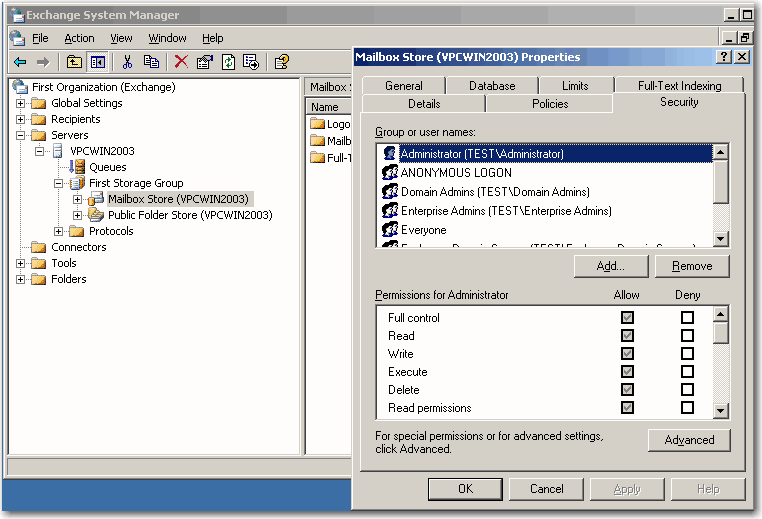 Exchange System Manager
File Action View Window Help
First Organization (Exchange)
Global Settings
Recipients
Servers
VPCWIN2003
Queues
First Storage Group
Mailbox Store (VPCWIN2003)
Public Folder Store (VPCWIN2003)
Protocols
Connectors
Tools
Folders
Mailbox
Name
Logo
Mailb
Full-T
Mailbox Store (VPCWIN2003) Properties
General Database Limits Full-Text Indexing
Details Policies Security
Group or user names:
Administrator (TEST\Administrator)
ANONYMOUS LOGON
Domain Admins (TEST\Domain Admins)
Enterprise Admins (TEST\Enterprise Admins)
Everyone
Add... Remove
Permissions for Administrator Allow Deny
Full control
Read
Write
Execute
Delete
Read permissions
For special permissions or for advanced settings,
click Advanced.
Advanced
OK Cancel Apply Help